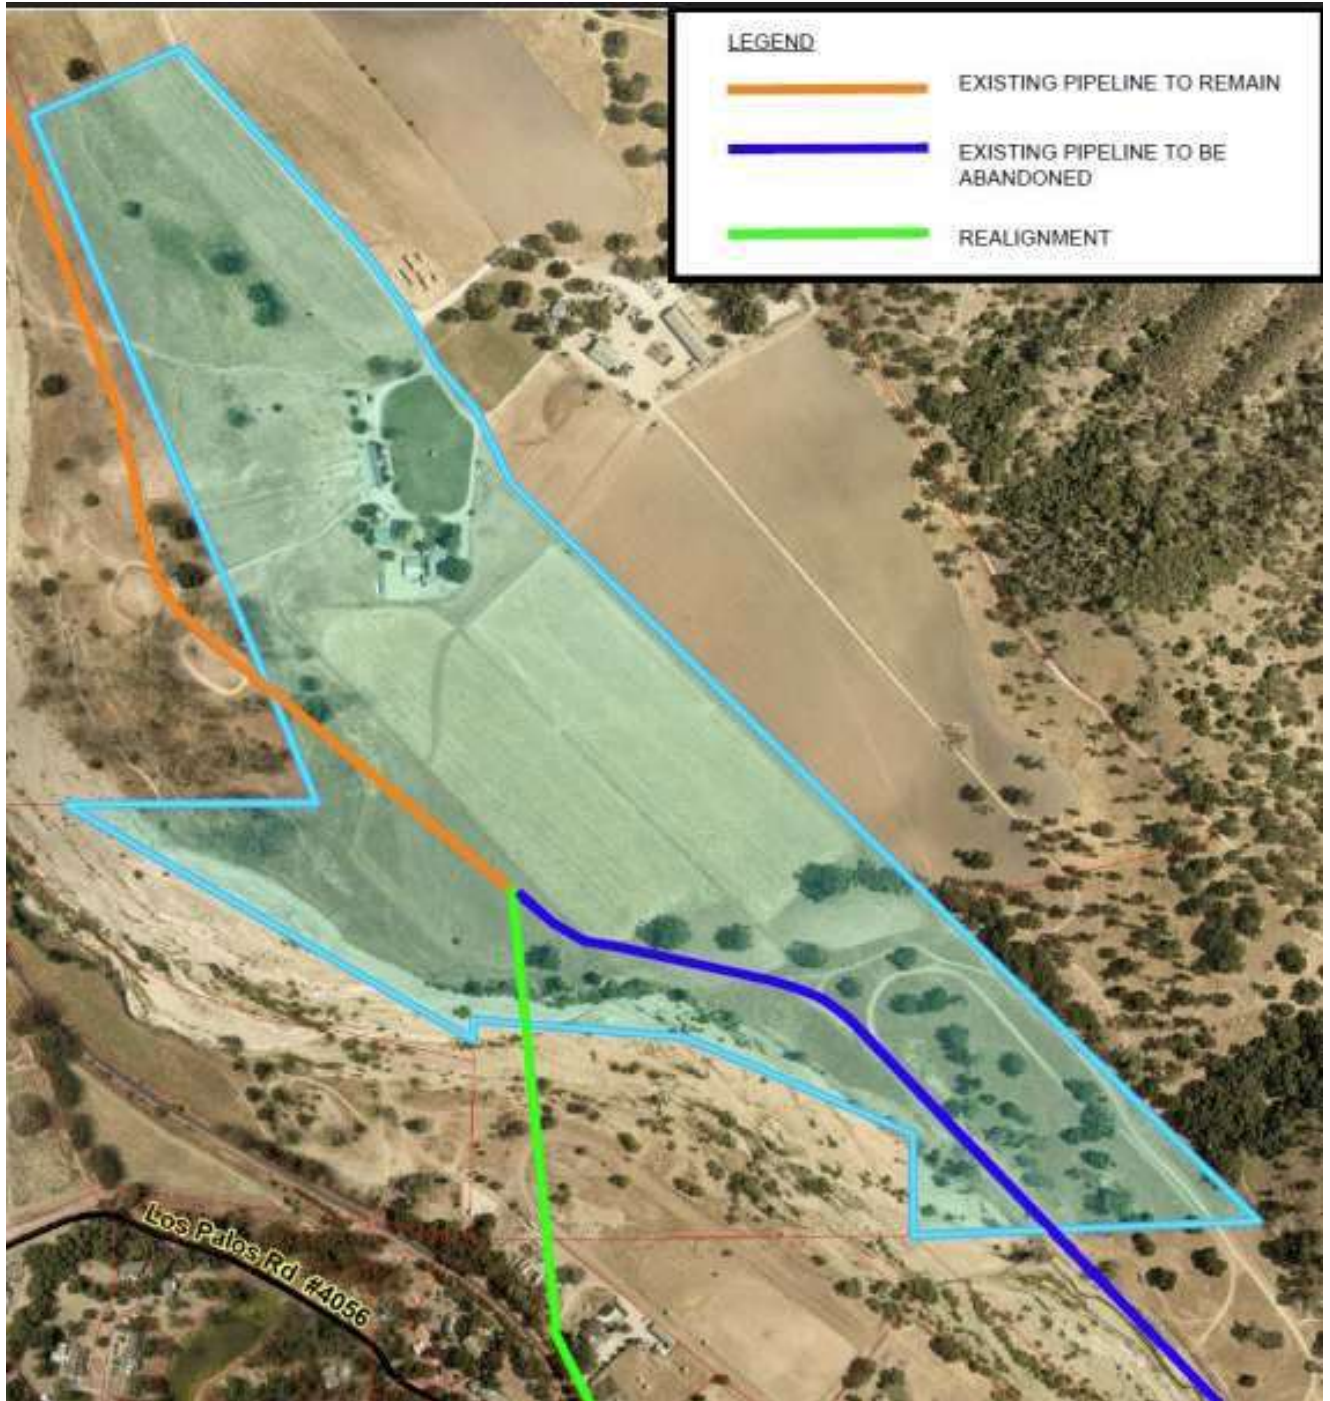 LEGEND
EXISTING PIPELINE TO REMAIN
EXISTING PIPELINE TO BE
ABANDONED
REALIGNMENT
Los Palos Rd #4056